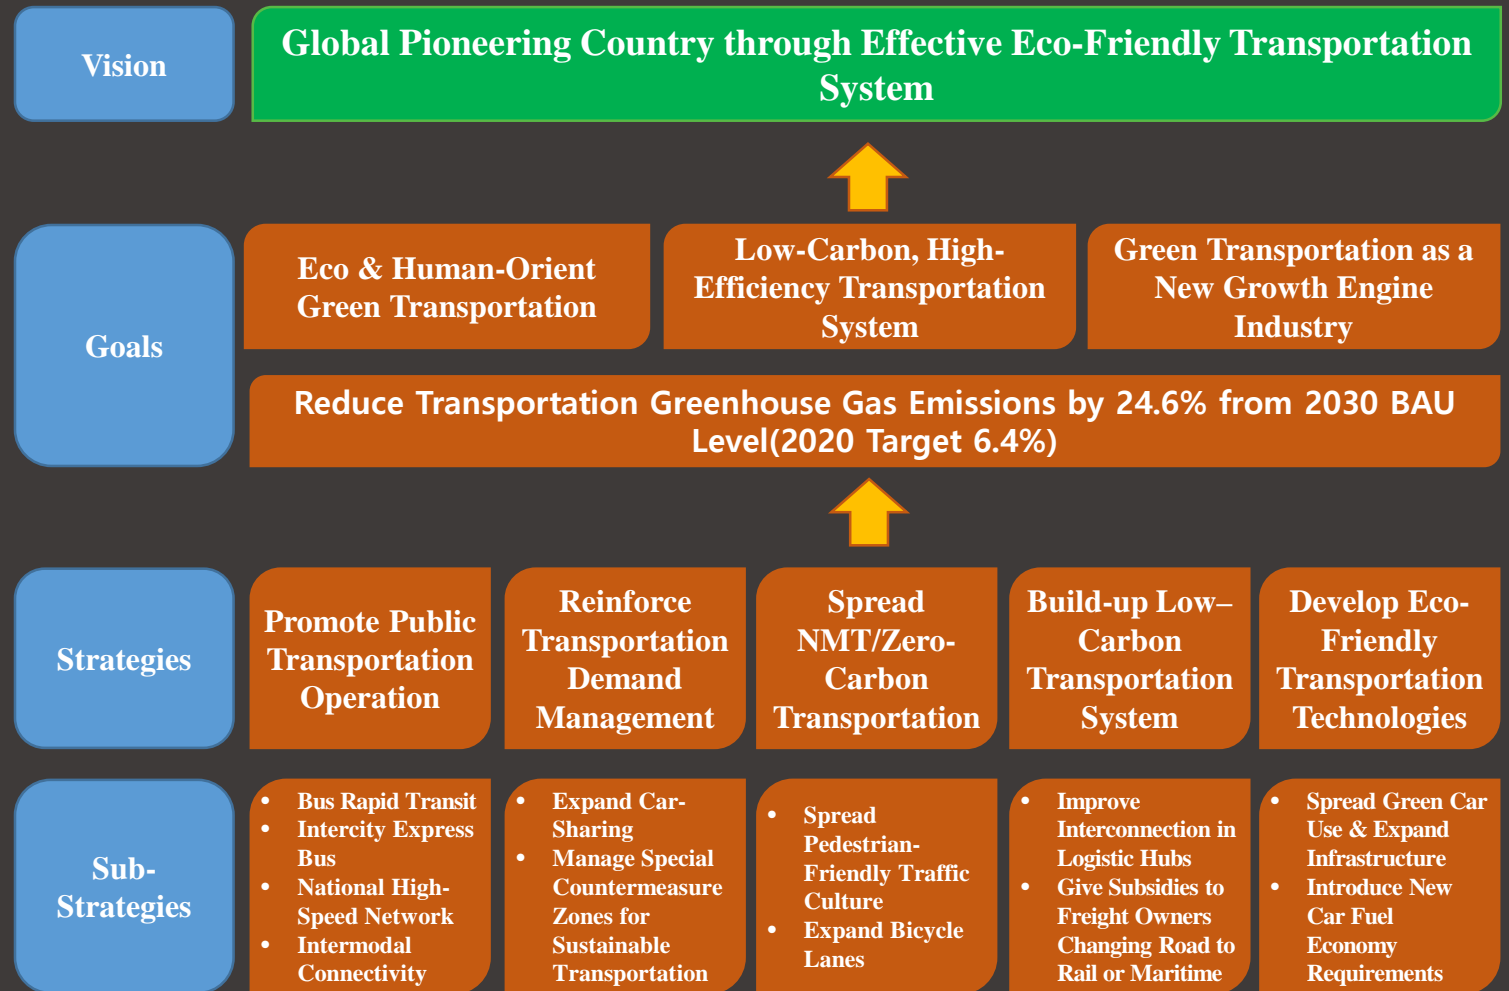 Vision
Global Pioneering Country through Effective Eco-Friendly Transportation
System
Goals
Eco & Human-Orient
Green Transportation
Low-Carbon, High-
Efficiency Transportation
System
Green Transportation as a
New Growth Engine
Industry
Reduce Transportation Greenhouse Gas Emissions by 24.6% from 2030 BAU
Level(2020 Target 6.4%)
Strategies
Promote Public
Transportation
Operation
Reinforce
Transportation
Demand
Management
Spread
NMT/Zero-
Carbon
Transportation
Build-up Low–
Carbon
Transportation
System
Develop Eco-
Friendly
Transportation
Technologies
Sub-
Strategies
• Bus Rapid Transit
• Intercity Express
Bus
• National High-
Speed Network
• Intermodal
Connectivity
• Expand Car-
Sharing
• Manage Special
Countermeasure
Zones for
Sustainable
Transportation
• Spread
Pedestrian-
Friendly Traffic
Culture
• Expand Bicycle
Lanes
• Improve
Interconnection in
Logistic Hubs
• Give Subsidies to
Freight Owners
Changing Road to
Rail or Maritime
• Spread Green Car
Use & Expand
Infrastructure
• Introduce New
Car Fuel
Economy
Requirements